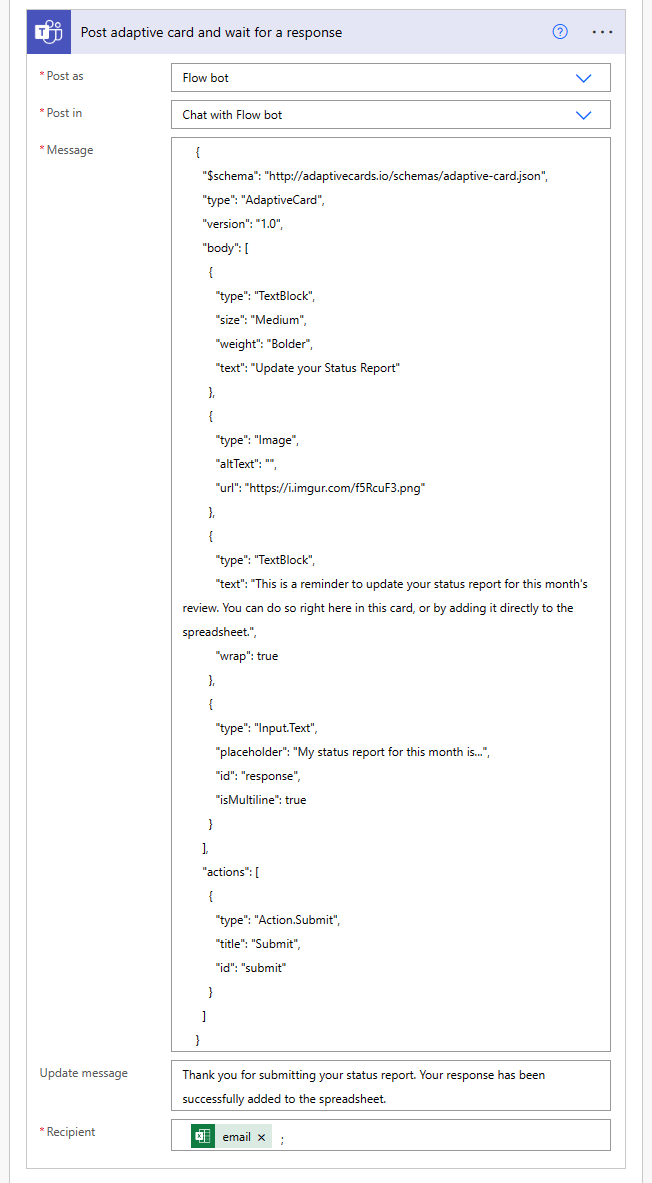 Post adaptive card and wait for a response
* Post as
Flow bot
* Post in
Chat with Flow bot
* Message
{
"$schema": "http://adaptivecards.io/schemas/adaptive-card.json",
"type": "AdaptiveCard",
"version": "1.0",
"body": [
{
"type": "TextBlock",
"size": "Medium",
"weight": "Bolder",
"text": "Update your Status Report"
},
{
"type": "Image",
"altText": "",
"url": "https://i.imgur.com/f5RcuF3.png"
},
{
"type": "TextBlock",
"text": "This is a reminder to update your status report for this month's
review. You can do so right here in this card, or by adding it directly to the
spreadsheet.",
"wrap": true
},
{
"type": "Input.Text",
"placeholder": "My status report for this month is...",
"id": "response",
"isMultiline": true
}
],
"actions": [
{
"type": "Action.Submit",
"title": "Submit",
"id": "submit"
}
]
}
Update message
Thank you for submitting your status report. Your response has been
successfully added to the spreadsheet.
* Recipient
email × ;